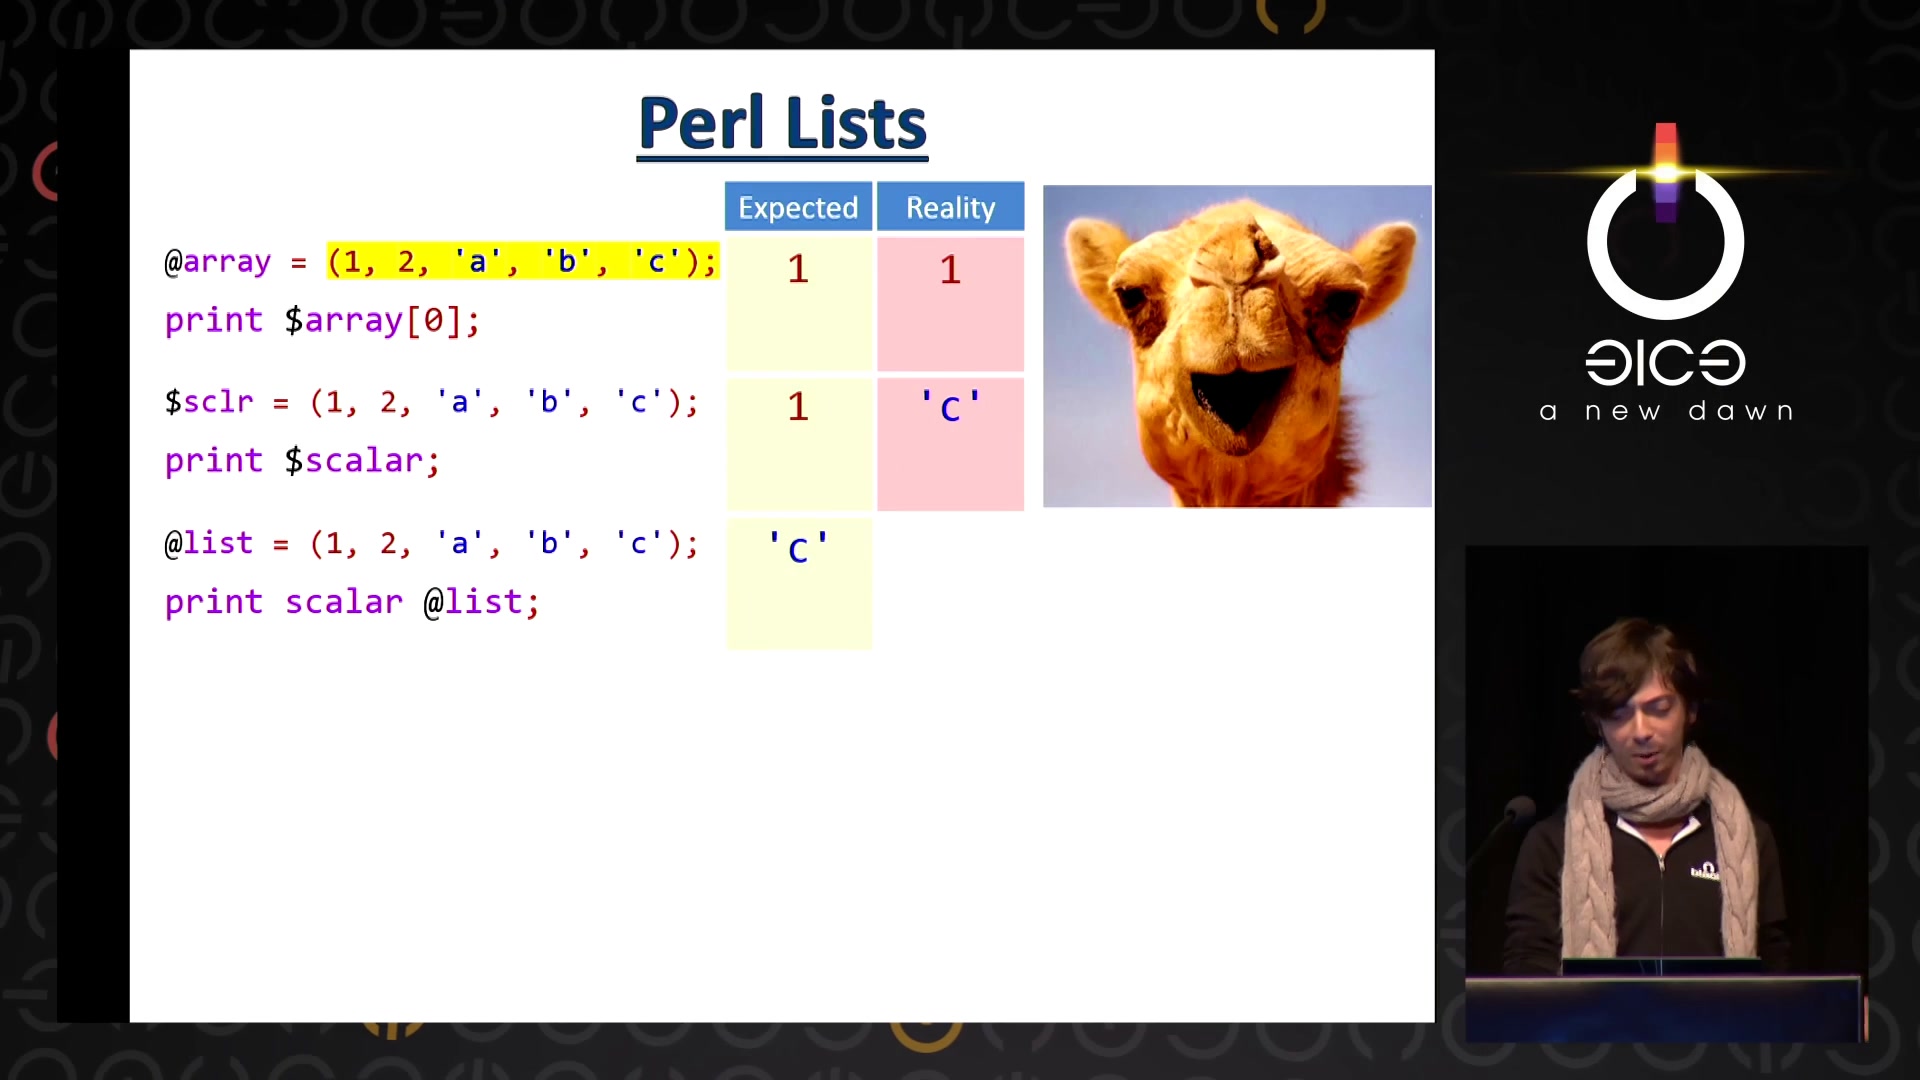 Perl Lists
Expected Reality
@array = (1, 2, 'a', 'b', 'c'); 1 1
print $array[0];
$sclr = (1, 2, 'a', 'b', 'c'); 1 'c'
print $scalar;
@list = (1, 2, 'a', 'b', 'c'); 'c'
print scalar @list;
a new dawn